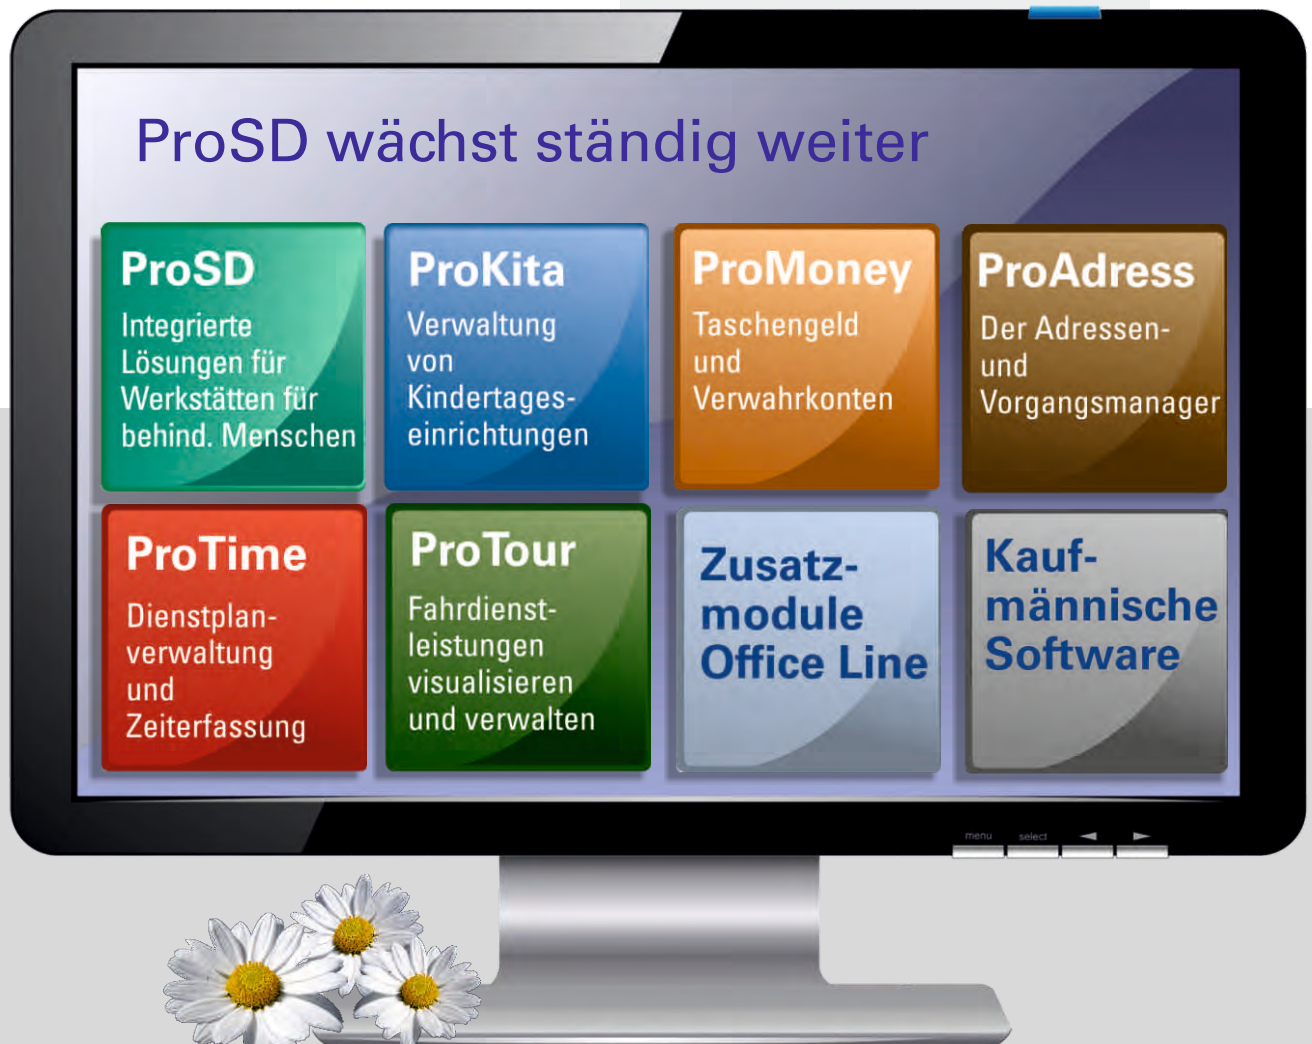 ProSD wächst ständig weiter
ProSD
Integrierte
Lösungen für
Werkstätten für
behind. Menschen
ProKita
Verwaltung
von
Kindertages-
einrichtungen
ProMoney
Taschengeld
und
Verwahrkonten
ProAdress
Der Adressen-
und
Vorgangsmanager
ProTime
Dienstplan-
verwaltung
und
Zeiterfassung
ProTour
Fahrdienst-
leistungen
visualisieren
und verwalten
Zusatz-
module
Office Line
Kauf-
männische
Software
menu select